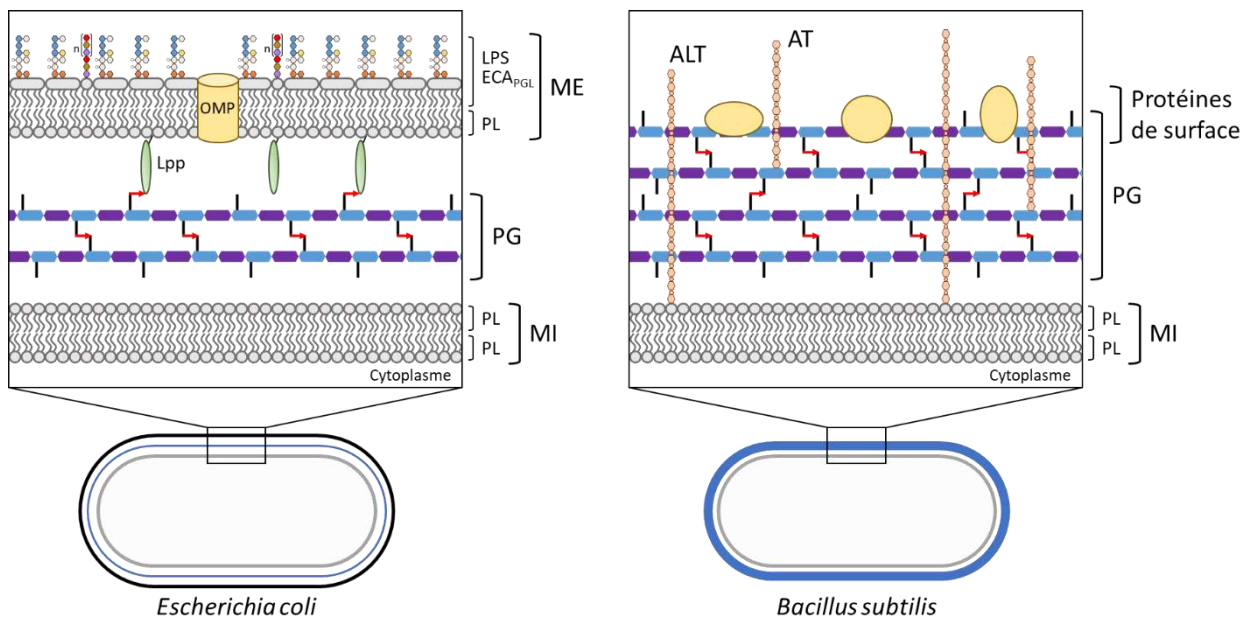 n
n
LPS
ECAPGL
ME
OMP
PL
Lpp
PG
PL
MI
PL
Cytoplasme
Escherichia coli
ALT
AT
Protéines
de surface
PG
PL
MI
PL
Cytoplasme
Bacillus subtilis